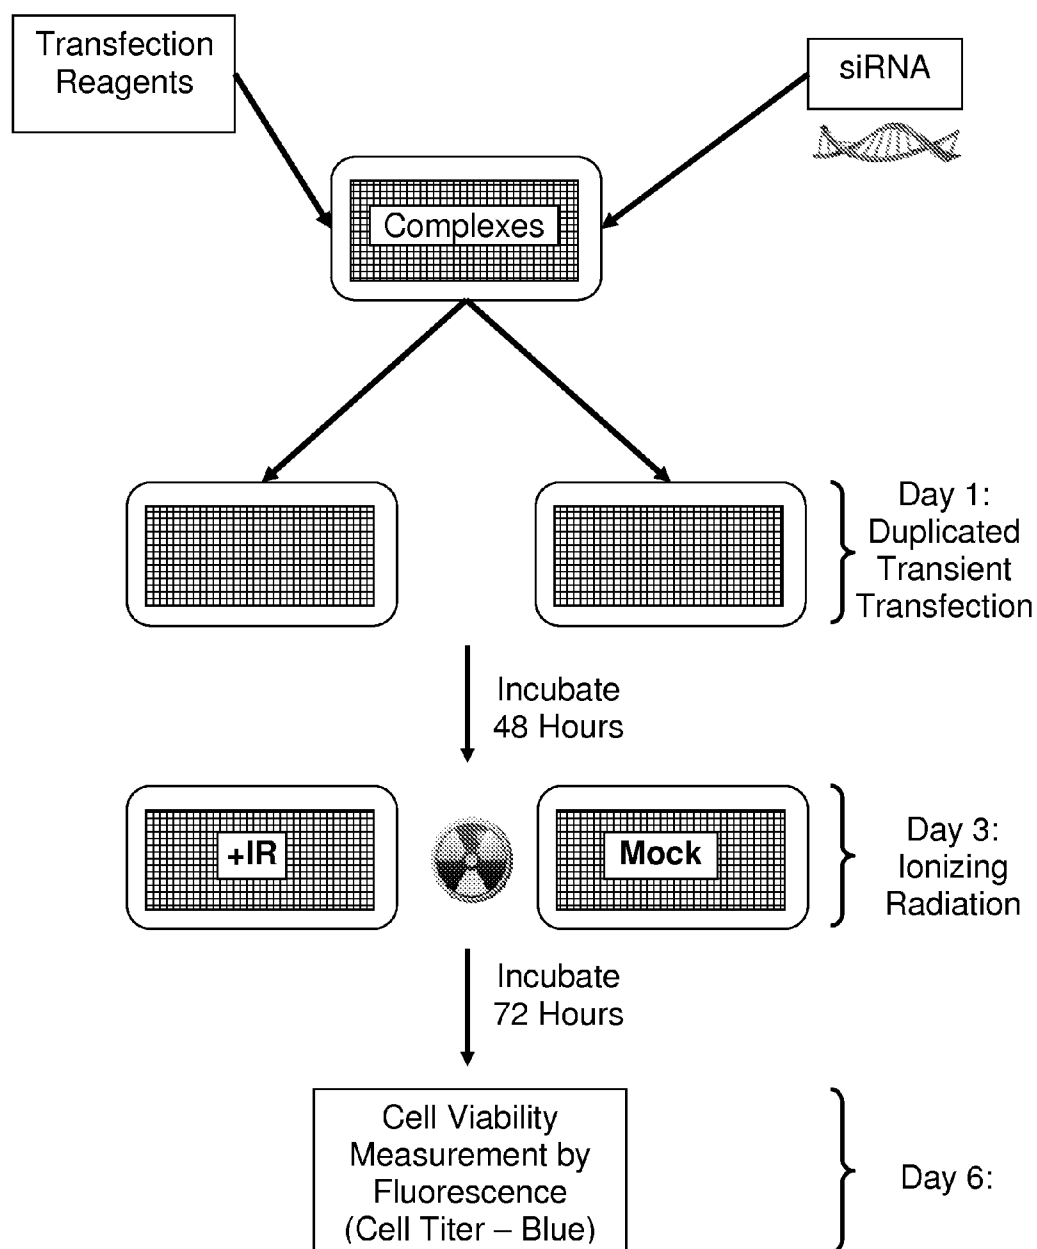 Transfection
Reagents
siRNA
Complexes
Day 1:
Duplicated
Transient
Transfection
Incubate
48 Hours
+IR
Mock
Day 3:
Ionizing
Radiation
Incubate
72 Hours
Cell Viability
Measurement by
Fluorescence
(Cell Titer – Blue)
Day 6: